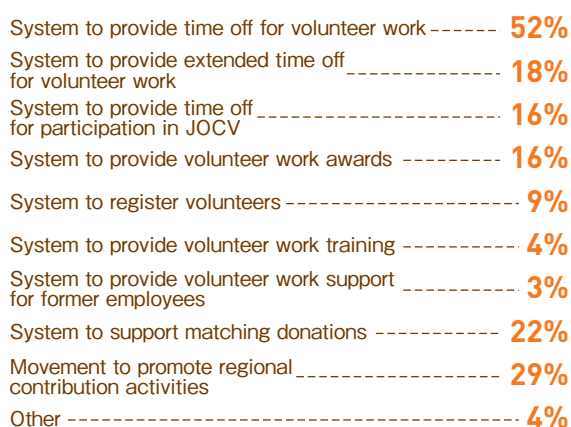 System to provide time off for volunteer work 52%
System to provide extended time off
for volunteer work 18%
System to provide time off
for participation in JOCV 16%
System to provide volunteer work awards 16%
System to register volunteers 9%
System to provide volunteer work training 4%
System to provide volunteer work support
for former employees 3%
System to support matching donations 22%
Movement to promote regional
contribution activities 29%
Other 4%